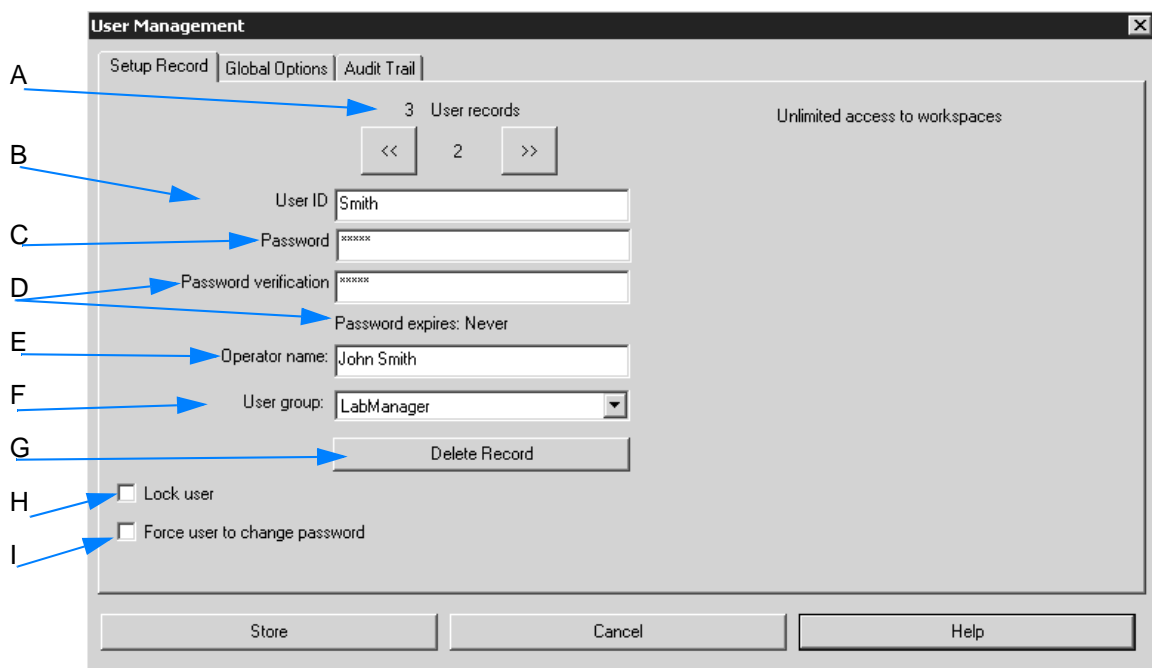 User Management
Setup Record Global Options Audit Trail
A
3 User records
Unlimited access to workspaces
<< 2 >>
B
User ID Smith
C
Password *****
D
Password verification *****
Password expires: Never
E
Operator name: John Smith
F
User group: LabManager
G
Delete Record
H
Lock user
I
Force user to change password
Store Cancel Help